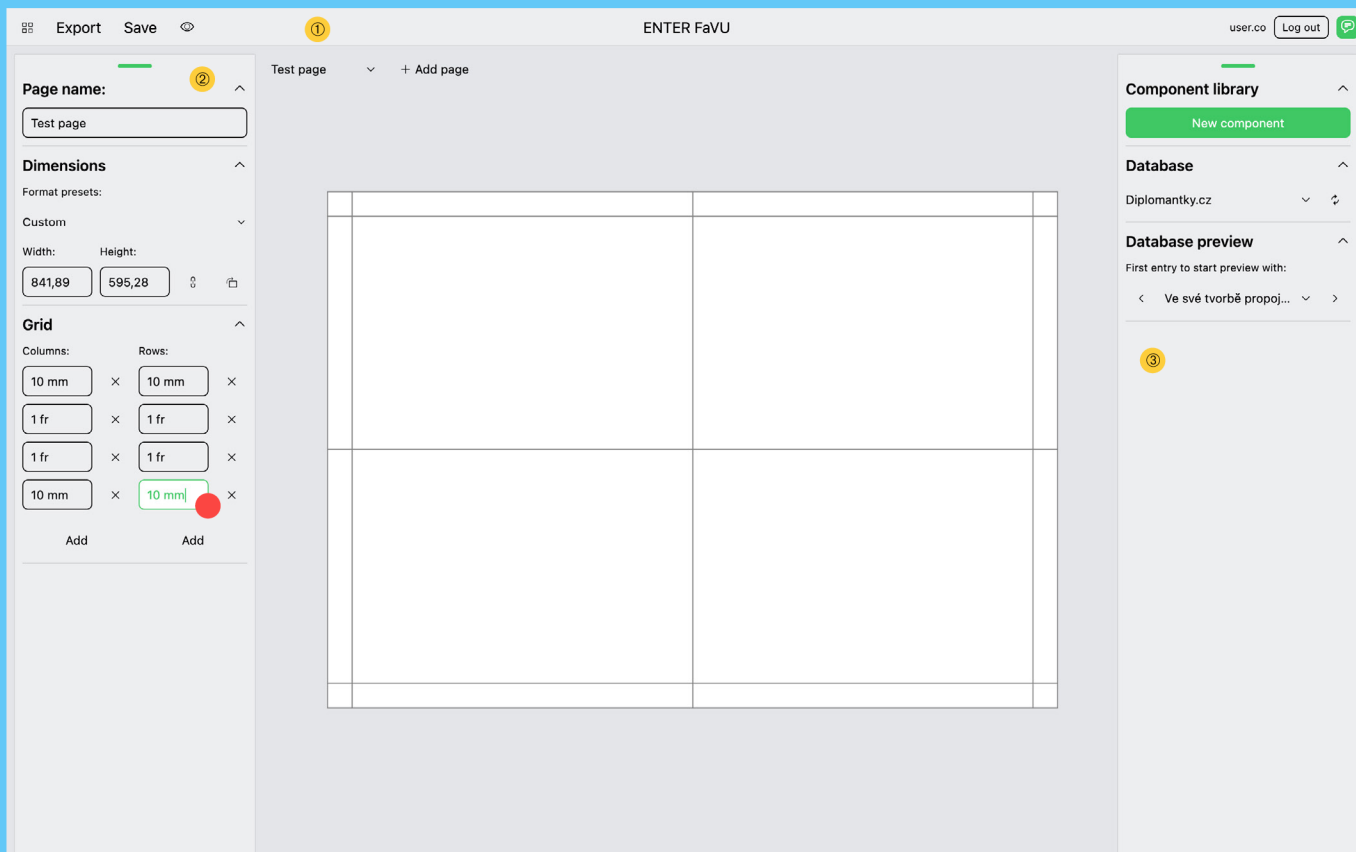 Export Save ① ENTER FaVU user.co Log out
Test page + Add page
②
Page name:
Test page
Dimensions
Format presets:
Custom
Width: Height:
841,89 595,28
Grid
Columns: Rows:
10 mm × 10 mm ×
1 fr × 1 fr ×
1 fr × 1 fr ×
10 mm × 10 mm ×
Add Add
Component library
New component
Database
Diplomantky.cz
Database preview
First entry to start preview with:
Ve své tvorbě propoj...
③